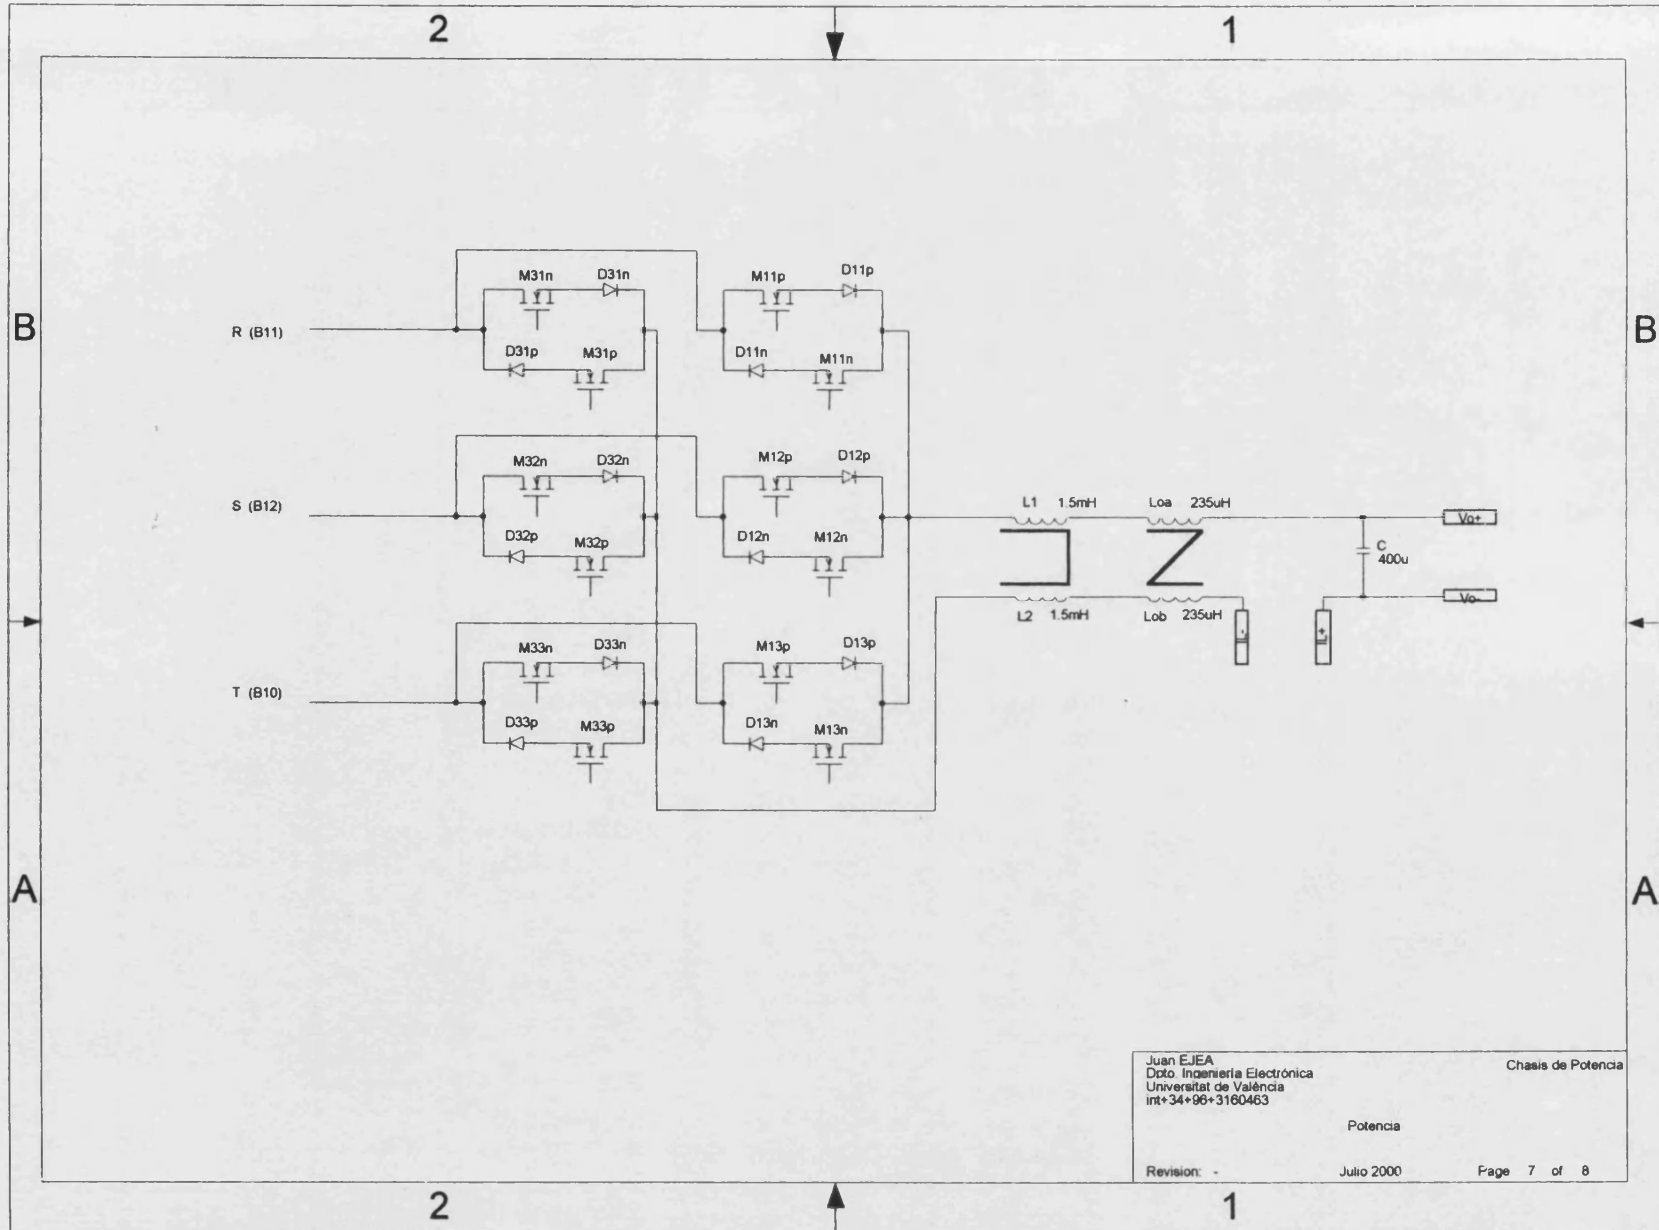 2 1
M31n D31n M11p D11p
B R (B11) B
D31p M31p D11n M11n
M32n D32n M12p D12p
S (B12) L1 1.5mH Loa 235uH Vo+
D32p M32p D12n M12n C
400u
L2 1.5mH Lob 235uH Vo-
IL- IL+
M33n D33n M13p D13p
T (B10)
D33p M33p D13n M13n
A A
Juan EJEA Chasis de Potencia
Dpto. Ingeniería Electrónica
Universitat de València
int+34+96+3160463
Potencia
Revision: - Julio 2000 Page 7 of 8
2 1